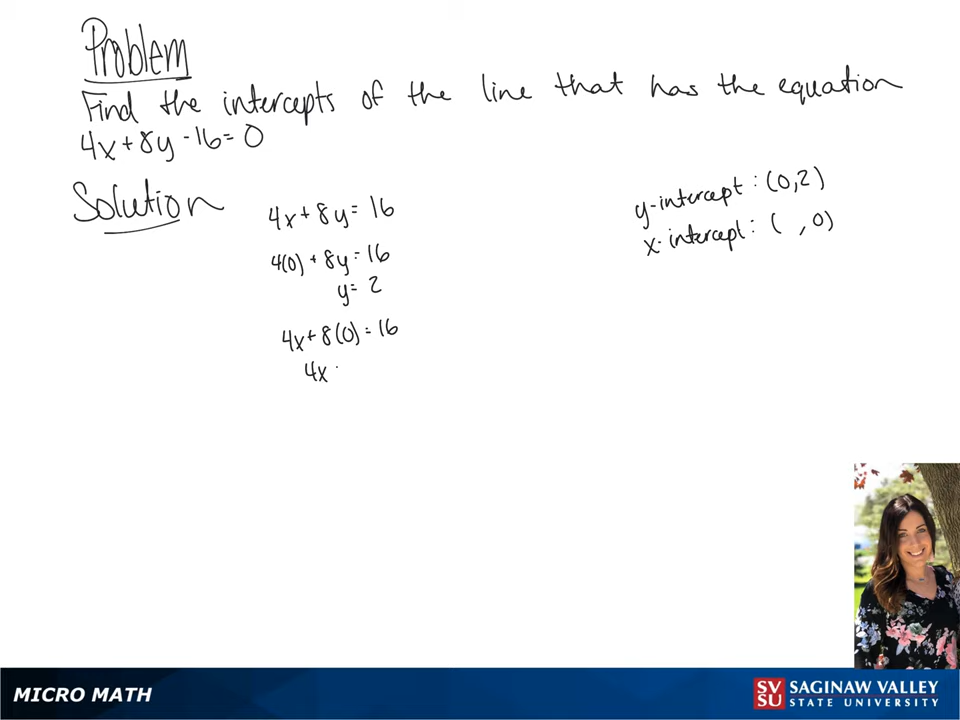 Problem
Find the intercepts of the line that has the equation
4x+8y-16=0
Solution
4x+8y=16
4(0)+8y=16
y=2
4x+8(0)=16
4x
y-intercept: (0,2)
x-intercept: ( ,0)
MICRO MATH
SV SU SAGINAW VALLEY
STATE UNIVERSITY